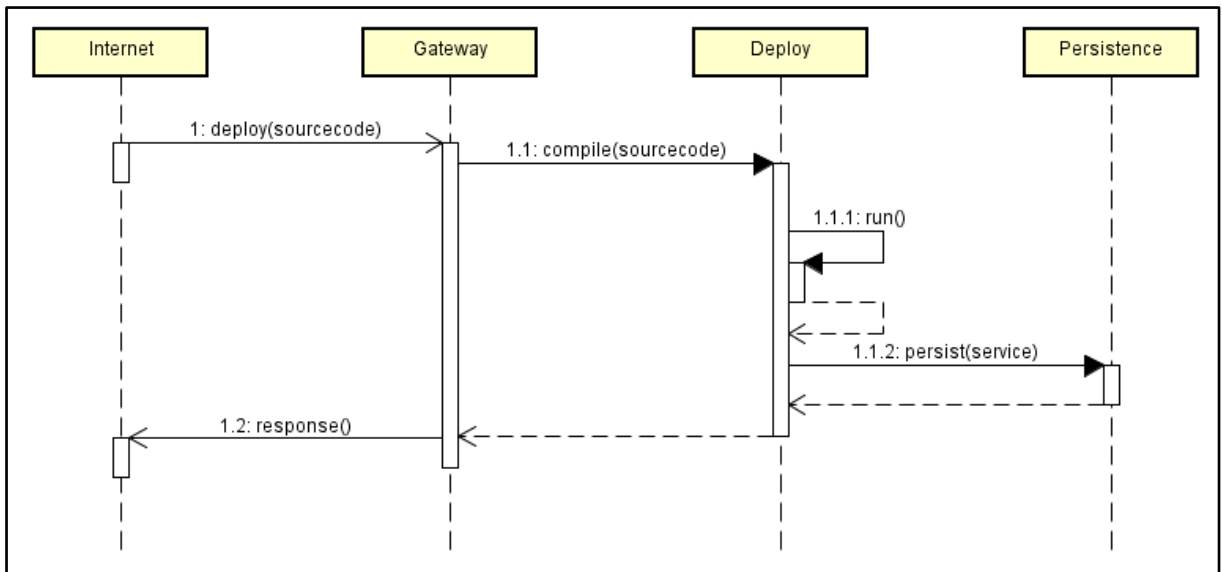 Internet
Gateway
Deploy
Persistence
1: deploy(sourcecode)
1.1: compile(sourcecode)
1.1.1: run()
1.1.2: persist(service)
1.2: response()